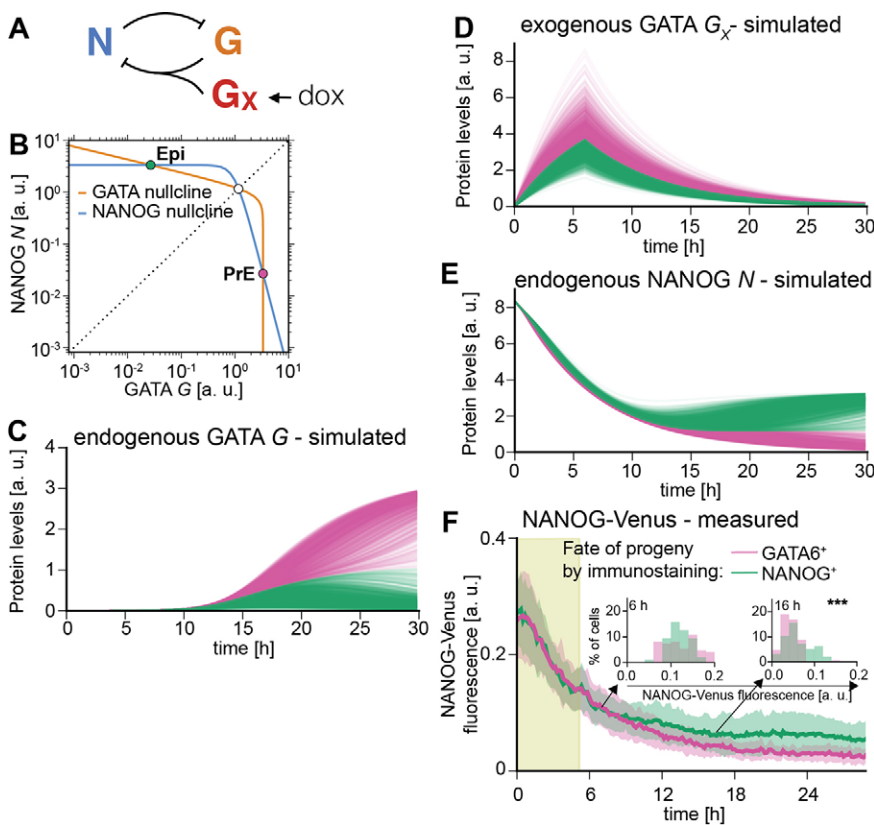 A
N
G
Gx
dox
B
NANOG N [a. u.]
10¹
10⁰
10⁻¹
10⁻²
10⁻³
Epi
GATA nullcline
NANOG nullcline
PrE
10⁻³ 10⁻² 10⁻¹ 10⁰ 10¹
GATA G [a. u.]
C
endogenous GATA G - simulated
Protein levels [a. u.]
4
3
2
1
0
0 5 10 15 20 25 30
time [h]
D
exogenous GATA Gx- simulated
Protein levels [a. u.]
8
6
4
2
0
0 5 10 15 20 25 30
time [h]
E
endogenous NANOG N - simulated
Protein levels [a. u.]
8
6
4
2
0
0 5 10 15 20 25 30
time [h]
F
NANOG-Venus - measured
NANOG-Venus
fluorescence [a. u.]
0.4
0.2
0
Fate of progeny
by immunostaining:
GATA6⁺
NANOG⁺
% of cells
20
10
0
6 h
0.0 0.1 0.2
20
10
0
16 h
***
0.0 0.1 0.2
NANOG-Venus fluorescence [a. u.]
0 6 12 18 24
time [h]